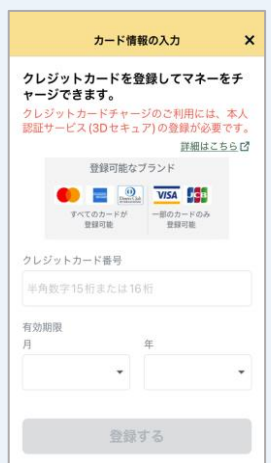 カード情報の入力 ×
クレジットカードを登録してマネーをチ
ャージできます。
クレジットカードチャージのご利用には、本人
認証サービス(3Dセキュア)の登録が必要です。
詳細はこちら
登録可能なブランド
VISA JCB
すべてのカードが
登録可能
一部のカードのみ
登録可能
クレジットカード番号
半角数字15桁または16桁
有効期限
月 年
登録する